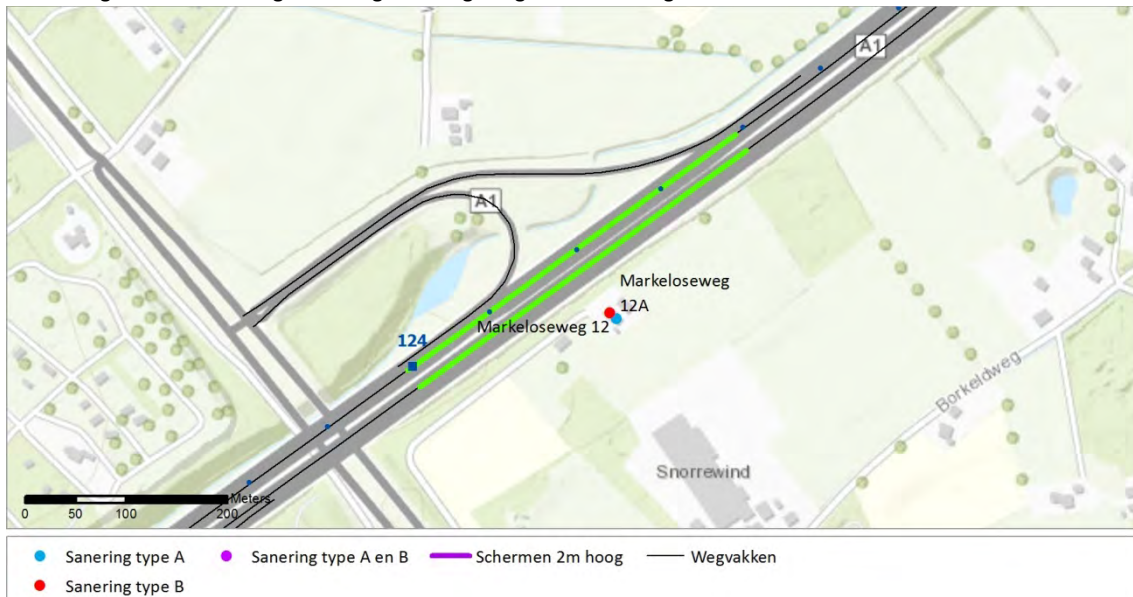 A1
A1
Markeloseweg
12A
Markeloseweg 12
124
Borkeldweg
Snorrewind
Meters
0 50 100 200
Sanering type A
Sanering type A en B
Schermen 2m hoog
Wegvakken
Sanering type B